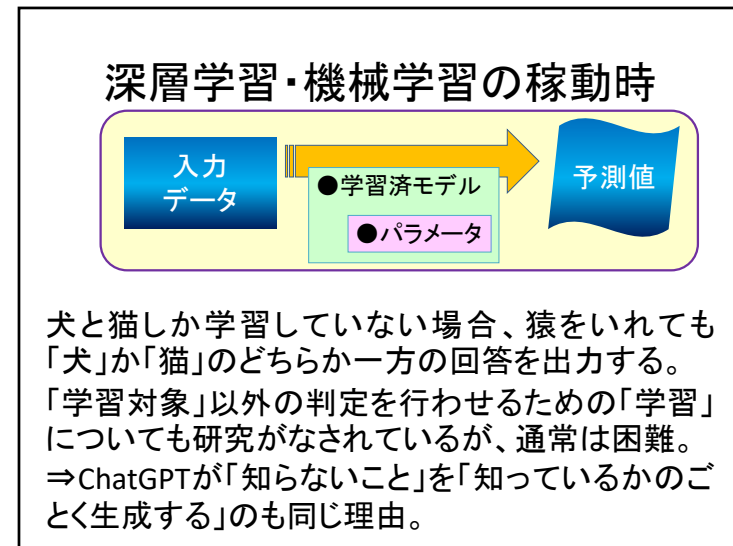 深層学習・機械学習の稼動時
入力
データ
●学習済モデル
●パラメータ
予測値
犬と猫しか学習していない場合、猿をいれても
「犬」か「猫」のどちらか一方の回答を出力する。
「学習対象」以外の判定を行わせるための「学習」
についても研究がなされているが、通常は困難。
⇒ChatGPTが「知らないこと」を「知っているかのご
とく生成する」のも同じ理由。